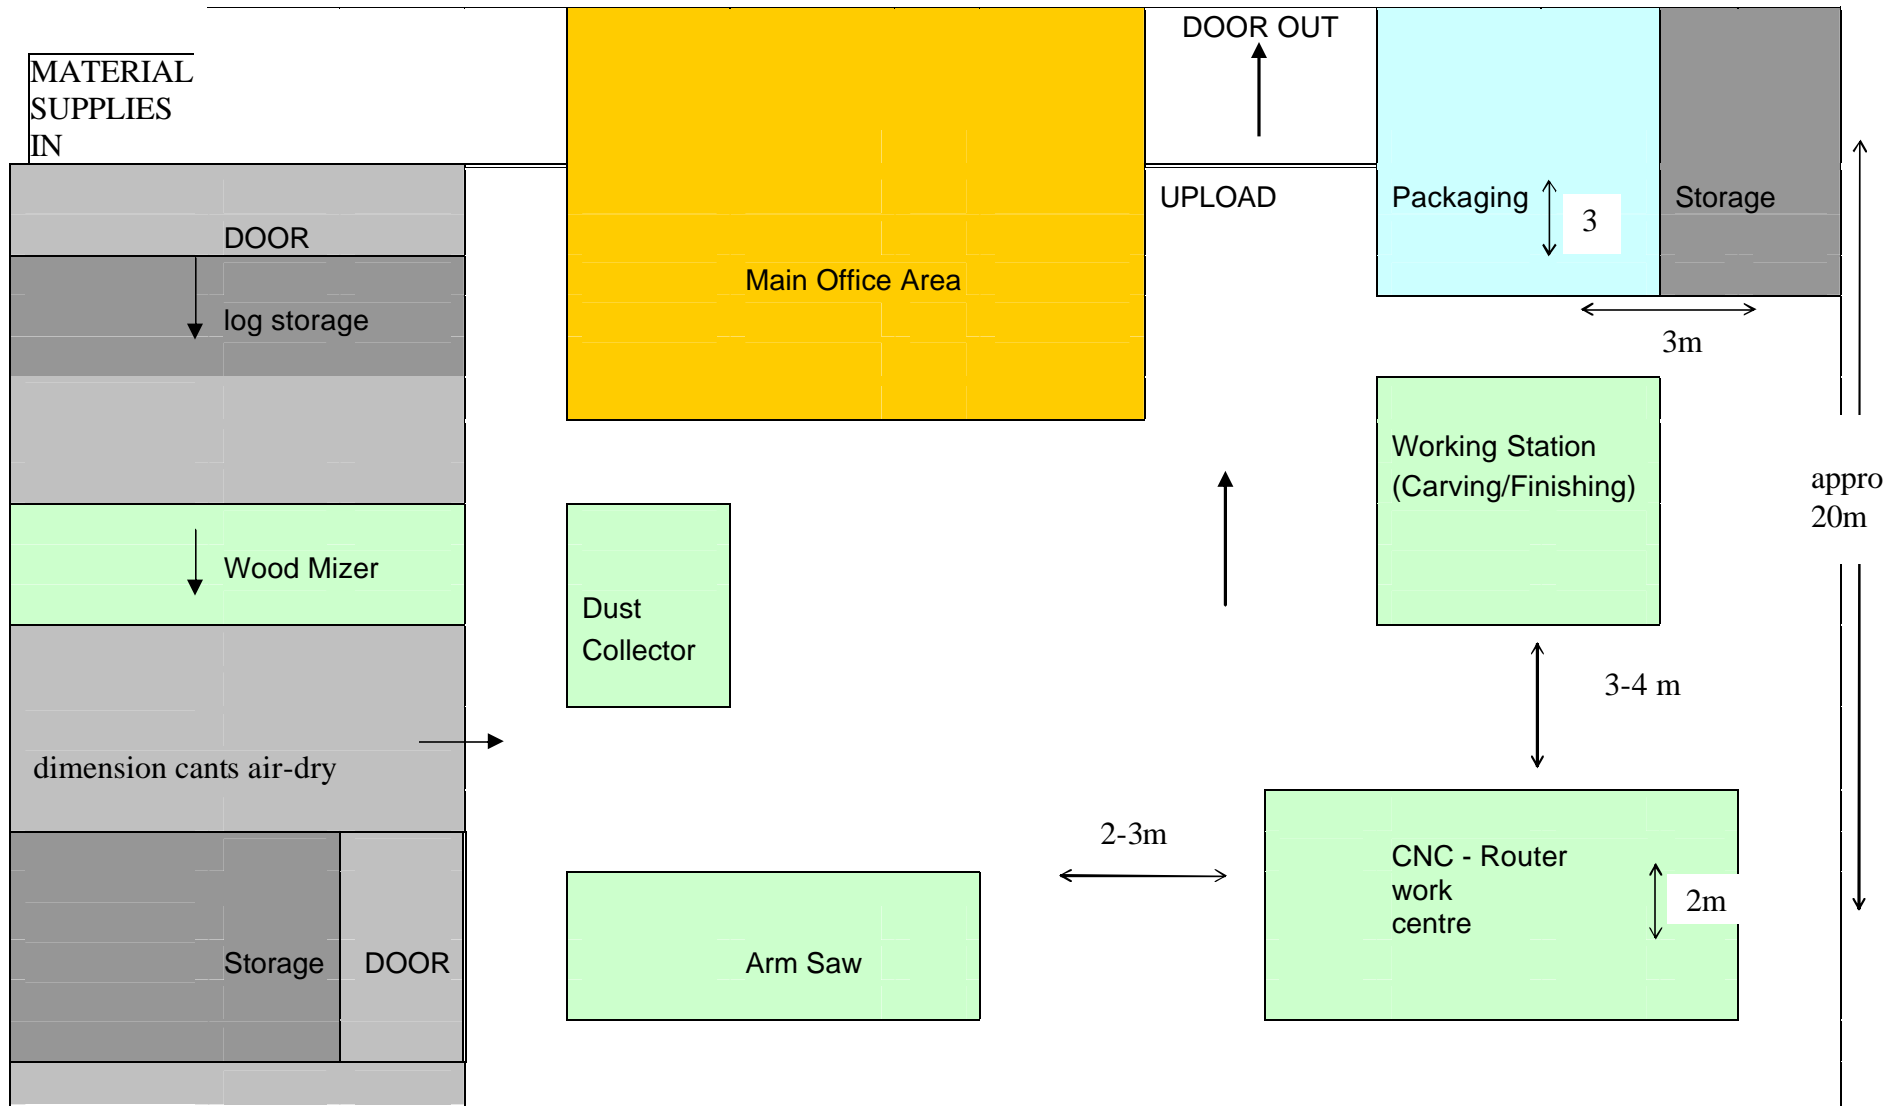 DOOR OUT
MATERIAL
SUPPLIES
IN
UPLOAD
Packaging
3
Storage
DOOR
Main Office Area
log storage
3m
Working Station
(Carving/Finishing)
appro
20m
Wood Mizer
Dust
Collector
3-4 m
dimension cants air-dry
2-3m
CNC - Router
work
centre
2m
Storage
DOOR
Arm Saw